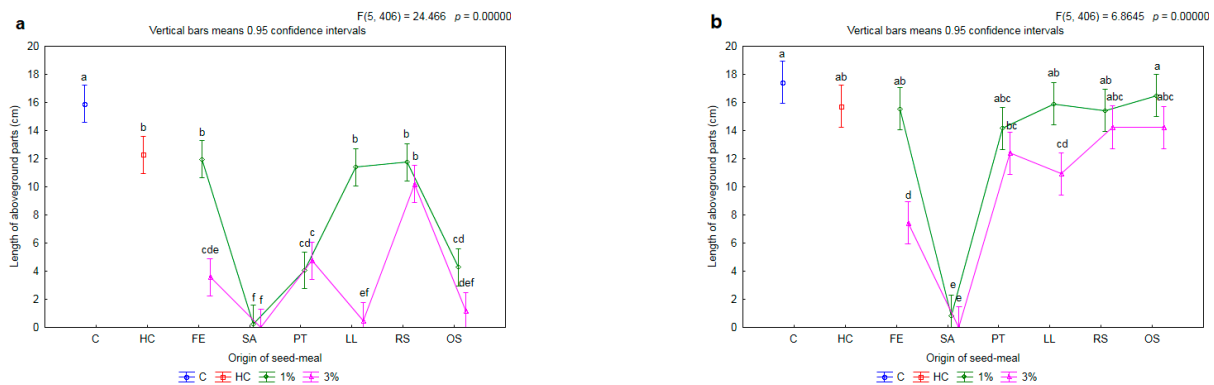 a
F(5, 406) = 24.466 p = 0.00000
Vertical bars means 0.95 confidence intervals
Length of aboveground parts (cm)
20
18
16
14
12
10
8
6
4
2
0
a
b
b
cde
f
f
cd
c
b
ef
b
b
cd
def
C HC FE SA PT LL RS OS
Origin of seed-meal
C HC 1% 3%
b
F(5, 406) = 6.8645 p = 0.00000
Vertical bars means 0.95 confidence intervals
Length of aboveground parts (cm)
20
18
16
14
12
10
8
6
4
2
0
a
ab
ab
d
e
e
abc
bc
ab
cd
ab
abc
a
abc
C HC FE SA PT LL RS OS
Origin of seed-meal
C HC 1% 3%